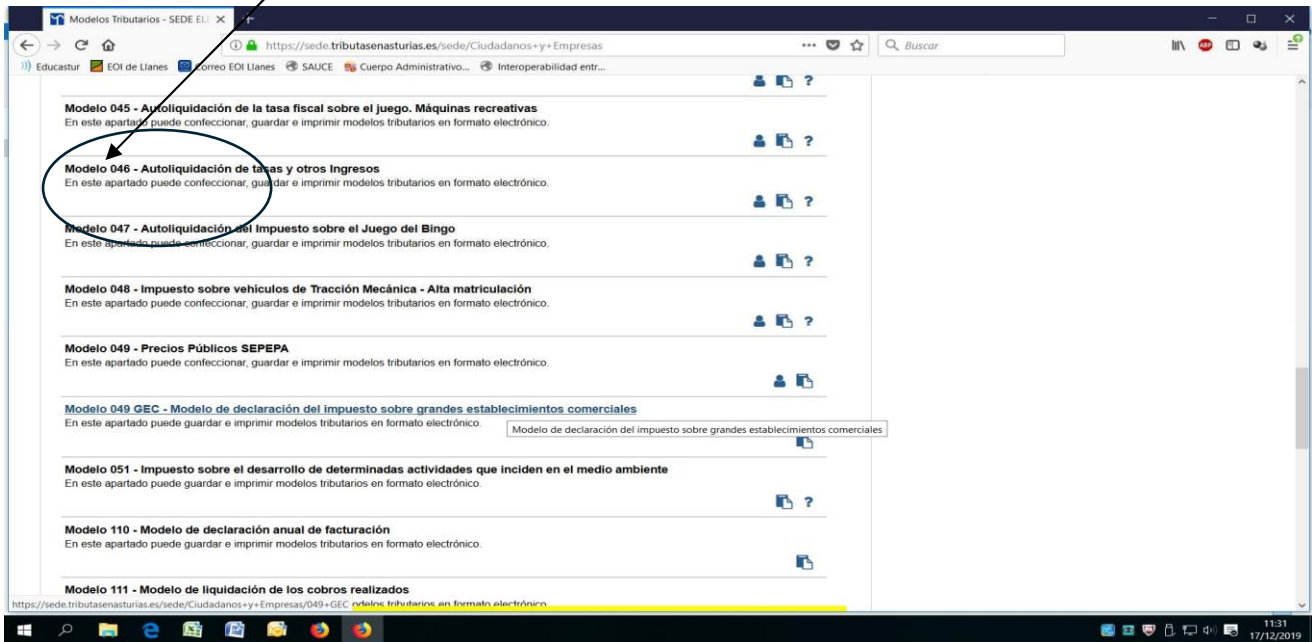 Modelos Tributarios - SEDE ELE
https://sede.tributasenasturias.es/sede/Ciudadanos+y+Empresas
Buscar
Educastur EOI de Llanes Correo EOI Llanes SAUCE Cuerpo Administrativo... Interoperabilidad entr...
Modelo 045 - Autoliquidación de la tasa fiscal sobre el juego. Máquinas recreativas
En este apartado puede confeccionar, guardar e imprimir modelos tributarios en formato electrónico.
Modelo 046 - Autoliquidación de tasas y otros Ingresos
En este apartado puede confeccionar, guardar e imprimir modelos tributarios en formato electrónico.
Modelo 047 - Autoliquidación del Impuesto sobre el Juego del Bingo
En este apartado puede confeccionar, guardar e imprimir modelos tributarios en formato electrónico.
Modelo 048 - Impuesto sobre vehículos de Tracción Mecánica - Alta matriculación
En este apartado puede confeccionar, guardar e imprimir modelos tributarios en formato electrónico.
Modelo 049 - Precios Públicos SEPEPA
En este apartado puede confeccionar, guardar e imprimir modelos tributarios en formato electrónico.
Modelo 049 GEC - Modelo de declaración del impuesto sobre grandes establecimientos comerciales
En este apartado puede guardar e imprimir modelos tributarios en formato electrónico.
Modelo de declaración del impuesto sobre grandes establecimientos comerciales
Modelo 051 - Impuesto sobre el desarrollo de determinadas actividades que inciden en el medio ambiente
En este apartado puede guardar e imprimir modelos tributarios en formato electrónico.
Modelo 110 - Modelo de declaración anual de facturación
En este apartado puede guardar e imprimir modelos tributarios en formato electrónico.
Modelo 111 - Modelo de liquidación de los cobros realizados
https://sede.tributasenasturias.es/sede/Ciudadanos+y+Empresas/049+GEC odelos tributarios en formato electrónico
11:31
17/12/2019